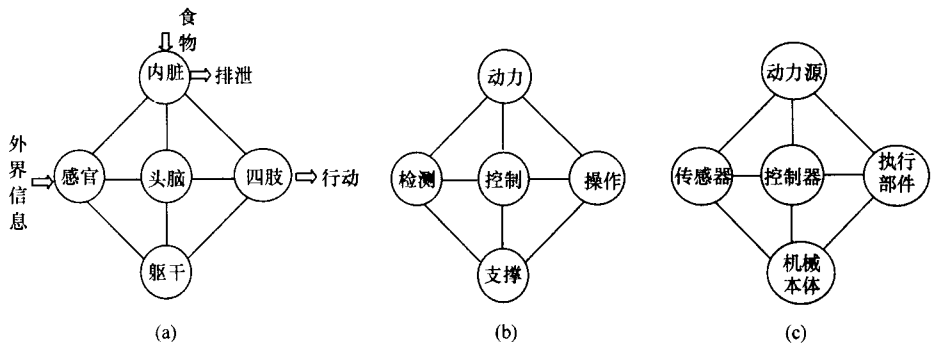 食物
内脏
排泄
外界信息
感官
头脑
四肢
行动
躯干
(a)
动力
检测
控制
操作
支撑
(b)
动力源
传感器
控制器
执行
部件
机械
本体
(c)